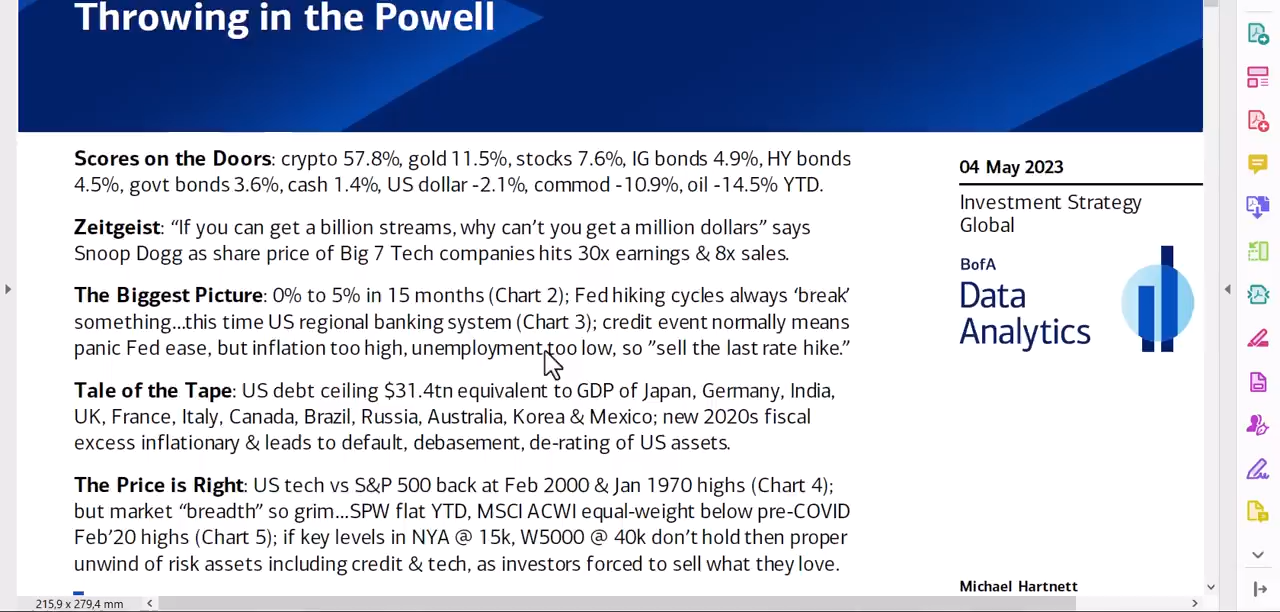 Throwing in the Powell
Scores on the Doors: crypto 57.8%, gold 11.5%, stocks 7.6%, IG bonds 4.9%, HY bonds
4.5%, govt bonds 3.6%, cash 1.4%, US dollar -2.1%, commod -10.9%, oil -14.5% YTD.
Zeitgeist: “If you can get a billion streams, why can’t you get a million dollars” says
Snoop Dogg as share price of Big 7 Tech companies hits 30x earnings & 8x sales.
The Biggest Picture: 0% to 5% in 15 months (Chart 2); Fed hiking cycles always ‘break’
something…this time US regional banking system (Chart 3); credit event normally means
panic Fed ease, but inflation too high, unemployment too low, so ”sell the last rate hike.”
Tale of the Tape: US debt ceiling $31.4tn equivalent to GDP of Japan, Germany, India,
UK, France, Italy, Canada, Brazil, Russia, Australia, Korea & Mexico; new 2020s fiscal
excess inflationary & leads to default, debasement, de-rating of US assets.
The Price is Right: US tech vs S&P 500 back at Feb 2000 & Jan 1970 highs (Chart 4);
but market “breadth” so grim…SPW flat YTD, MSCI ACWI equal-weight below pre-COVID
Feb’20 highs (Chart 5); if key levels in NYA @ 15k, W5000 @ 40k don’t hold then proper
unwind of risk assets including credit & tech, as investors forced to sell what they love.
04 May 2023
Investment Strategy
Global
BofA
Data
Analytics
Michael Hartnett
215,9 x 279,4 mm